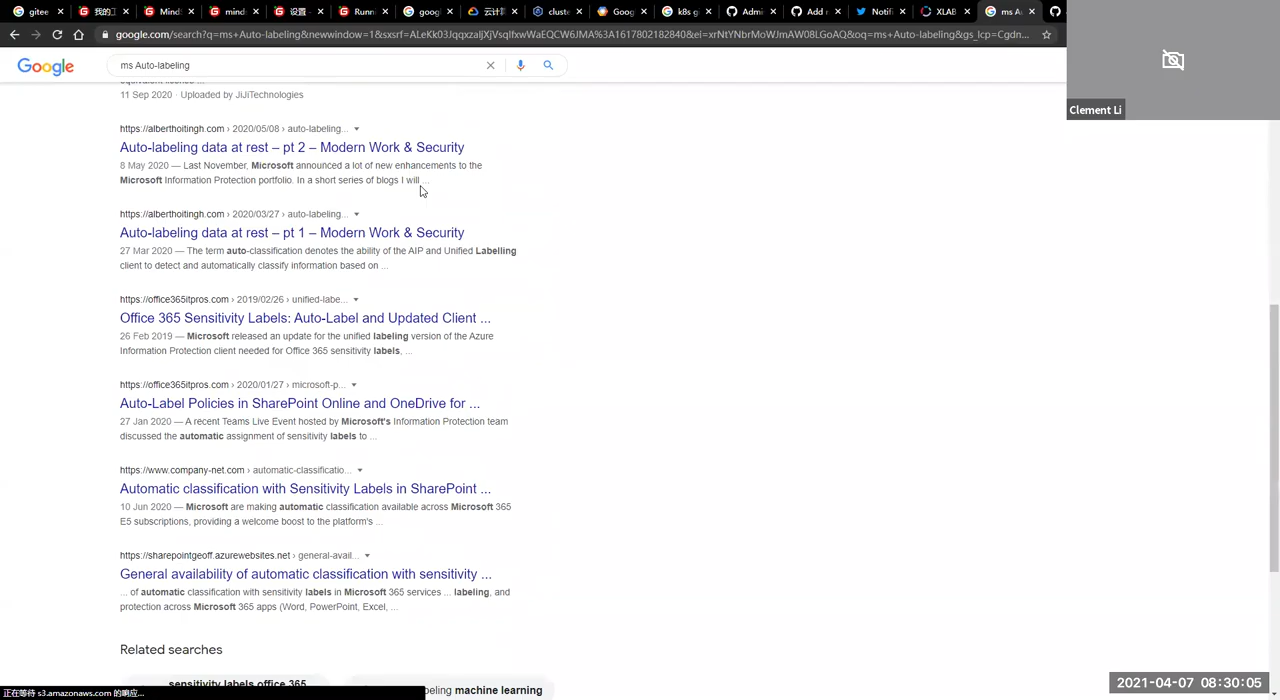 gitee
我的工
Mind
mind
设置 -
Runn
googl
云计算
cluste
Goog
k8s g
Admi
Add r
Notif
XLAB
ms A
google.com/search?q=ms+Auto-labeling&newwindow=1&sxsrf=ALeKk03JqqxzaIjXjVsqIfxwWaEQCW6JMA%3A1617802182840&ei=xrNtYNbrMoWJmAW08LGoAQ&oq=ms+Auto-labeling&gs_lcp=Cgdn...
Google
ms Auto-labeling
11 Sep 2020 · Uploaded by JiJiTechnologies
https://alberthoitingh.com › 2020/05/08 › auto-labeling...
Auto-labeling data at rest – pt 2 – Modern Work & Security
8 May 2020 — Last November, Microsoft announced a lot of new enhancements to the
Microsoft Information Protection portfolio. In a short series of blogs I will ...
https://alberthoitingh.com › 2020/03/27 › auto-labeling...
Auto-labeling data at rest – pt 1 – Modern Work & Security
27 Mar 2020 — The term auto-classification denotes the ability of the AIP and Unified Labelling
client to detect and automatically classify information based on ...
https://office365itpros.com › 2019/02/26 › unified-labe...
Office 365 Sensitivity Labels: Auto-Label and Updated Client ...
26 Feb 2019 — Microsoft released an update for the unified labeling version of the Azure
Information Protection client needed for Office 365 sensitivity labels, ...
https://office365itpros.com › 2020/01/27 › microsoft-p...
Auto-Label Policies in SharePoint Online and OneDrive for ...
27 Jan 2020 — A recent Teams Live Event hosted by Microsoft's Information Protection team
discussed the automatic assignment of sensitivity labels to ...
https://www.company-net.com › automatic-classificatio...
Automatic classification with Sensitivity Labels in SharePoint ...
10 Jun 2020 — Microsoft are making automatic classification available across Microsoft 365
E5 subscriptions, providing a welcome boost to the platform's ...
https://sharepointgeoff.azurewebsites.net › general-avail...
General availability of automatic classification with sensitivity ...
... of automatic classification with sensitivity labels in Microsoft 365 services ... labeling, and
protection across Microsoft 365 apps (Word, PowerPoint, Excel, ...
Related searches
sensitivity labels office 365
beling machine learning
正在等待 s3.amazonaws.com 的响应...
Clement Li
2021-04-07 08:30:05